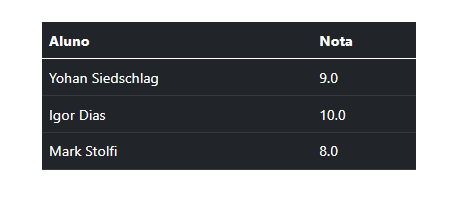 Aluno Nota
Yohan Siedschlag 9.0
Igor Dias 10.0
Mark Stolfi 8.0